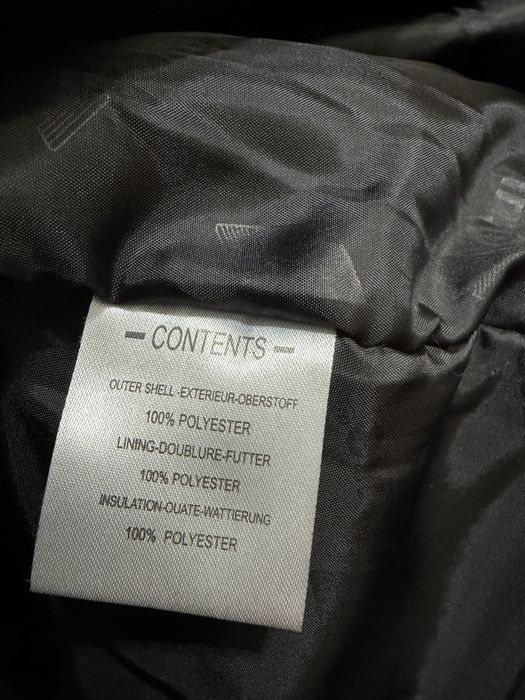 CONTENTS
OUTER SHELL -EXTERIEUR-OBERSTOFF
100% POLYESTER
LINING-DOUBLURE-FUTTER
100% POLYESTER
INSULATION-OUATE-WATTIERUNG
100% POLYESTER